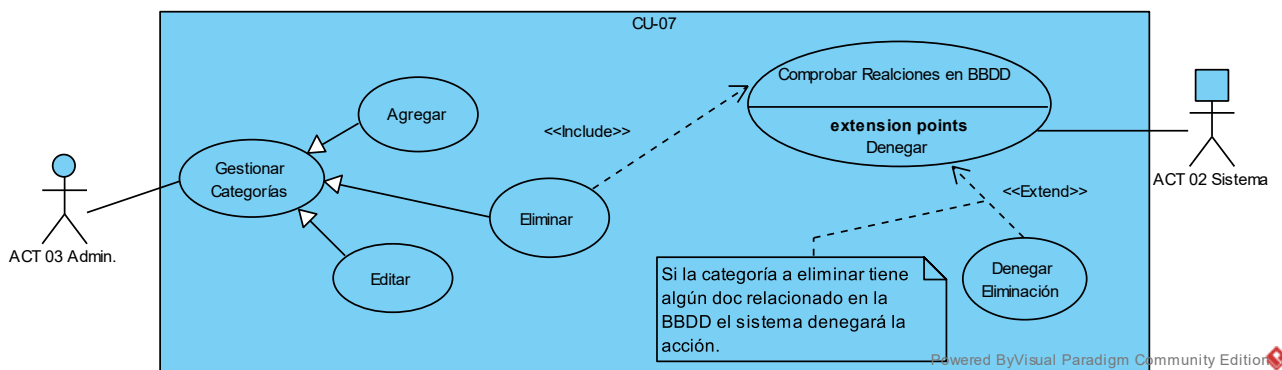 CU-07
Comprobar Realciones en BBDD
extension points
Denegar
Agregar
<<Include>>
Gestionar
Categorías
ACT 02 Sistema
<<Extend>>
Eliminar
ACT 03 Admin.
Editar
Denegar
Eliminación
Si la categoría a eliminar tiene
algún doc relacionado en la
BBDD el sistema denegará la
acción.
Powered ByVisual Paradigm Community Edition